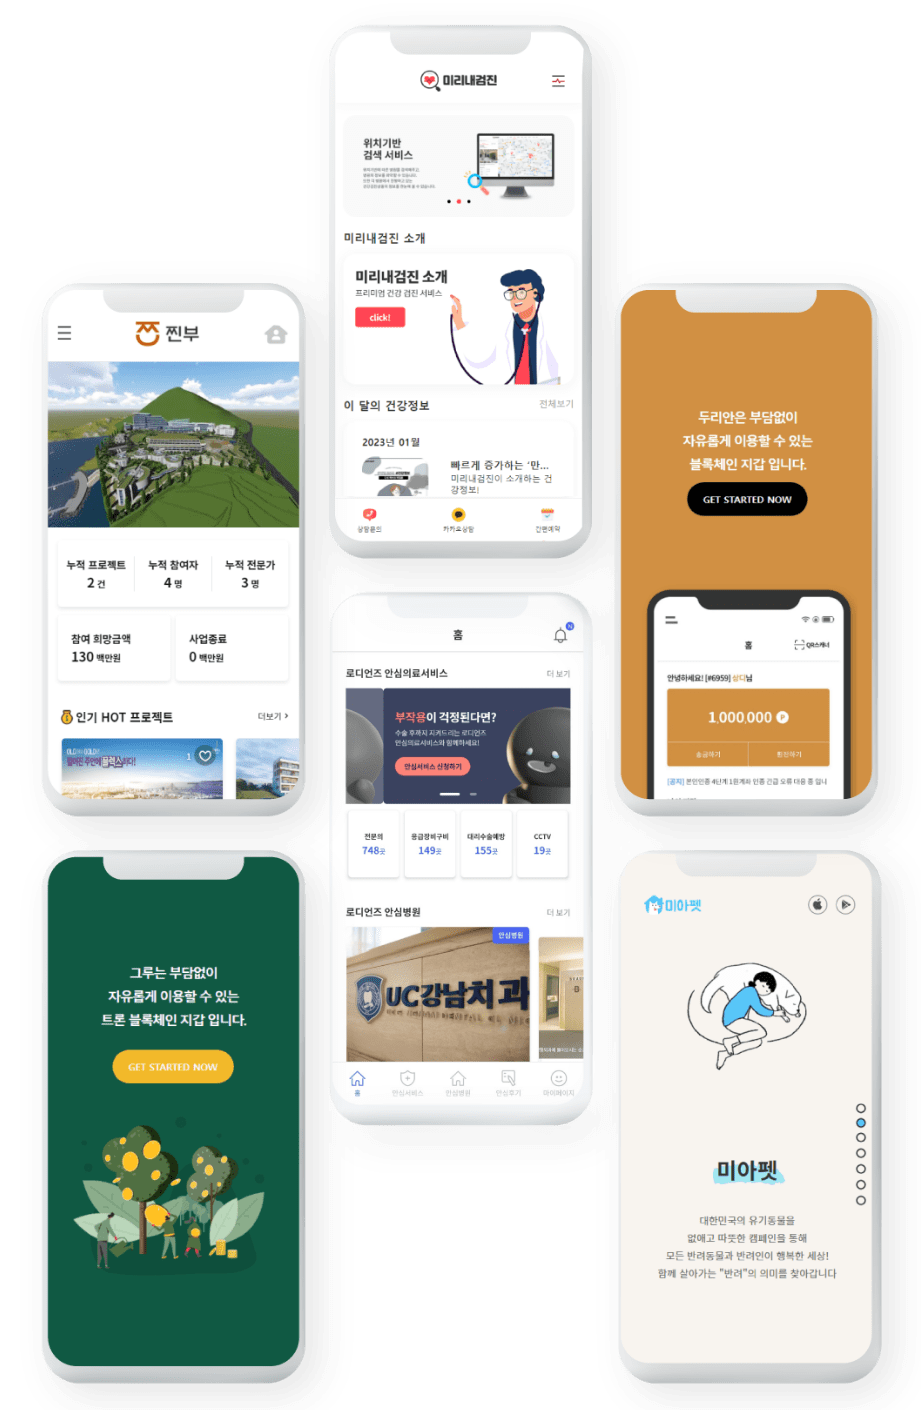 미리내검진
위치기반
검색 서비스
미리내검진 소개
미리내검진 소개
프리미엄 건강 검진 서비스
click!
이 달의 건강정보
전체보기
2023년 01월
빠르게 증가하는 ‘만...
미리내검진이 소개하는 건
강정보!
상담문의
카카오상담
간편예약
찐부
누적 프로젝트
2 건
누적 참여자
4 명
누적 전문가
3 명
참여 희망금액
130 백만원
사업종료
0 백만원
인기 HOT 프로젝트
더보기 >
1
두리안은 부담없이
자유롭게 이용할 수 있는
블록체인 지갑 입니다.
GET STARTED NOW
홈
QR스캐너
안녕하세요! [#6959] 상디님
1,000,000 P
송금하기
환전하기
홈
N
로디언즈 안심의료서비스
더 보기
부작용이 걱정된다면?
수술 후까지 지켜드리는 로디언즈
안심의료서비스와 함께하세요!
안심서비스 신청하기
전문의
748곳
응급장비구비
149곳
대리수술예방
155곳
CCTV
19곳
로디언즈 안심병원
더 보기
안심병원
UC강남치과
홈
안심서비스
안심병원
안심후기
마이페이지
그루는 부담없이
자유롭게 이용할 수 있는
트론 블록체인 지갑 입니다.
GET STARTED NOW
미아펫
미아펫
대한민국의 유기동물을
없애고 따뜻한 캠페인을 통해
모든 반려동물과 반려인이 행복한 세상!
함께 살아가는 "반려"의 의미를 찾아갑니다